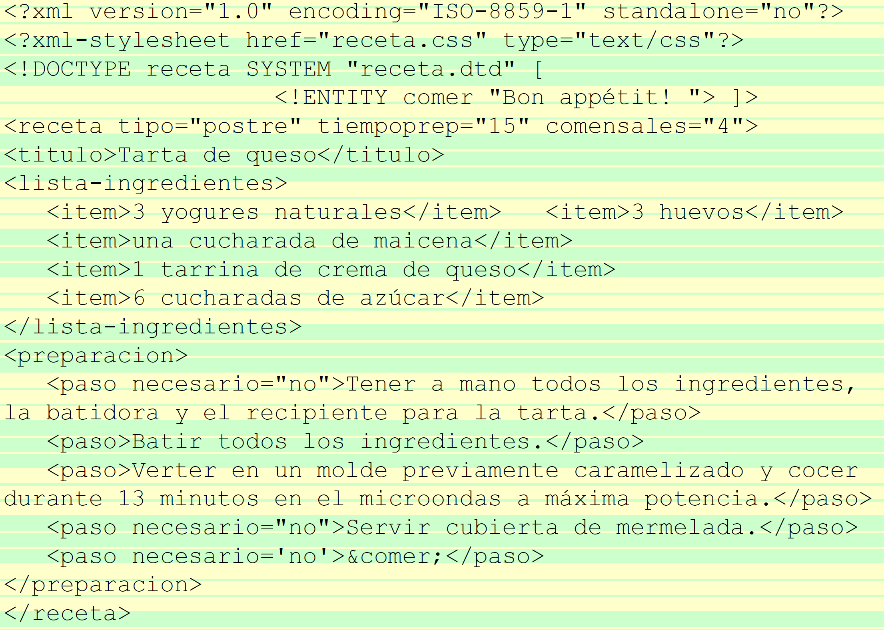 <?xml version="1.0" encoding="ISO-8859-1" standalone="no"?>
<?xml-stylesheet href="receta.css" type="text/css"?>
<!DOCTYPE receta SYSTEM "receta.dtd" [
                   <!ENTITY comer "Bon appétit! "> ]>
<receta tipo="postre" tiempoprep="15" comensales="4">
<titulo>Tarta de queso</titulo>
<lista-ingredientes>
   <item>3 yogures naturales</item>   <item>3 huevos</item>
   <item>una cucharada de maicena</item>
   <item>1 tarrina de crema de queso</item>
   <item>6 cucharadas de azúcar</item>
</lista-ingredientes>
<preparacion>
   <paso necesario="no">Tener a mano todos los ingredientes,
la batidora y el recipiente para la tarta.</paso>
   <paso>Batir todos los ingredientes.</paso>
   <paso>Verter en un molde previamente caramelizado y cocer
durante 13 minutos en el microondas a máxima potencia.</paso>
   <paso necesario="no">Servir cubierta de mermelada.</paso>
   <paso necesario='no'>&comer;</paso>
</preparacion>
</receta>